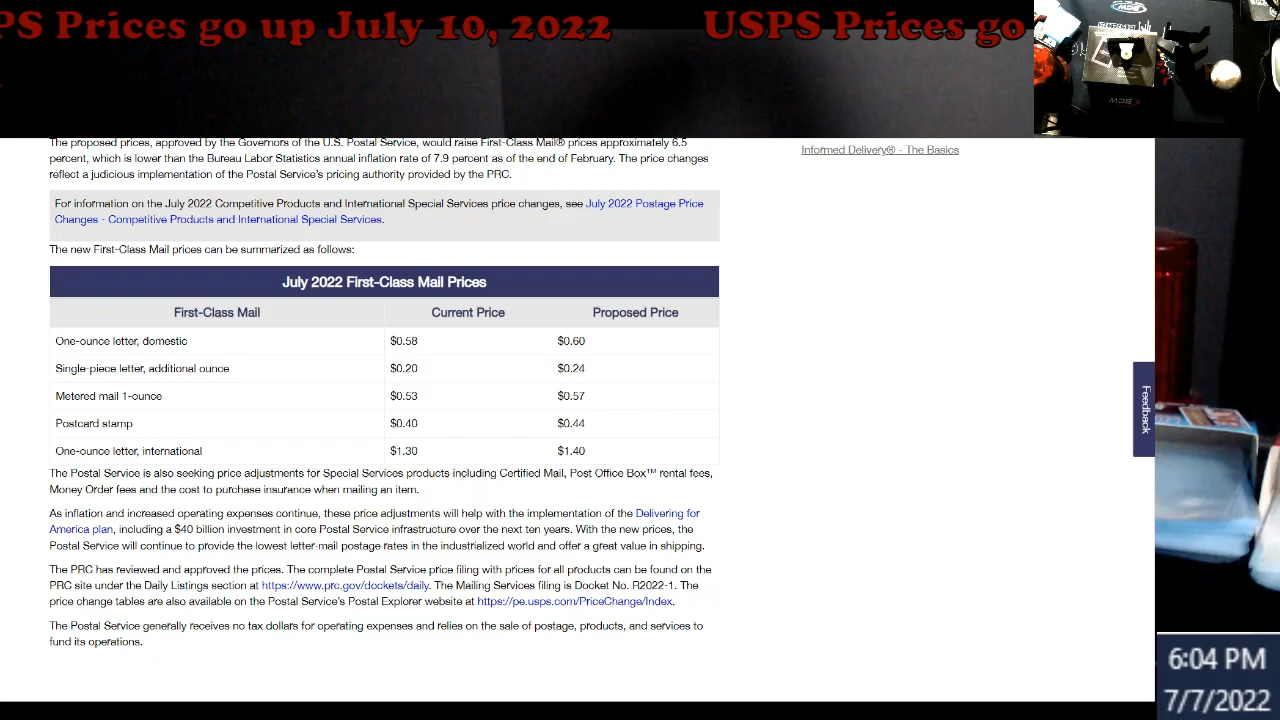 PS Prices go up July 10, 2022 USPS Prices go
BCW
The proposed prices, approved by the Governors of the U.S. Postal Service, would raise First-Class Mail® prices approximately 6.5
percent, which is lower than the Bureau Labor Statistics annual inflation rate of 7.9 percent as of the end of February. The price changes
reflect a judicious implementation of the Postal Service's pricing authority provided by the PRC.
Informed Delivery® - The Basics
For information on the July 2022 Competitive Products and International Special Services price changes, see July 2022 Postage Price
Changes - Competitive Products and International Special Services.
The new First-Class Mail prices can be summarized as follows:
July 2022 First-Class Mail Prices
First-Class Mail Current Price Proposed Price
One-ounce letter, domestic $0.58 $0.60
Single-piece letter, additional ounce $0.20 $0.24
Metered mail 1-ounce $0.53 $0.57
Postcard stamp $0.40 $0.44
One-ounce letter, international $1.30 $1.40
Feedback
The Postal Service is also seeking price adjustments for Special Services products including Certified Mail, Post Office Box™ rental fees,
Money Order fees and the cost to purchase insurance when mailing an item.
As inflation and increased operating expenses continue, these price adjustments will help with the implementation of the Delivering for
America plan, including a $40 billion investment in core Postal Service infrastructure over the next ten years. With the new prices, the
Postal Service will continue to provide the lowest letter-mail postage rates in the industrialized world and offer a great value in shipping.
The PRC has reviewed and approved the prices. The complete Postal Service price filing with prices for all products can be found on the
PRC site under the Daily Listings section at https://www.prc.gov/dockets/daily. The Mailing Services filing is Docket No. R2022-1. The
price change tables are also available on the Postal Service's Postal Explorer website at https://pe.usps.com/PriceChange/Index.
The Postal Service generally receives no tax dollars for operating expenses and relies on the sale of postage, products, and services to
fund its operations.
6:04 PM
7/7/2022